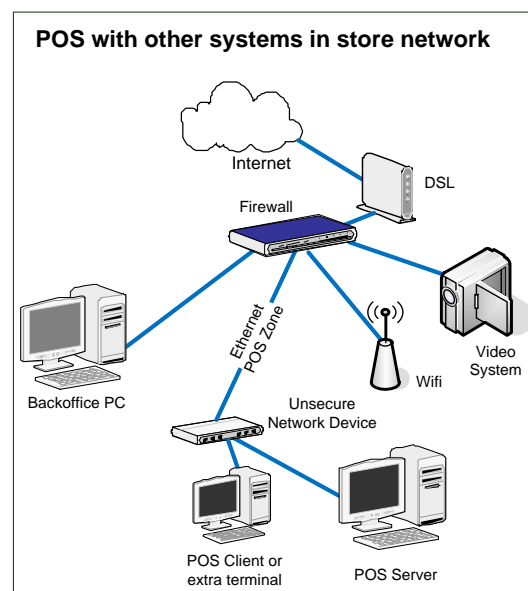 POS with other systems in store network
Internet
DSL
Firewall
Ethernet
POS Zone
Video
System
Wifi
Backoffice PC
Unsecure
Network Device
POS Client or
extra terminal
POS Server